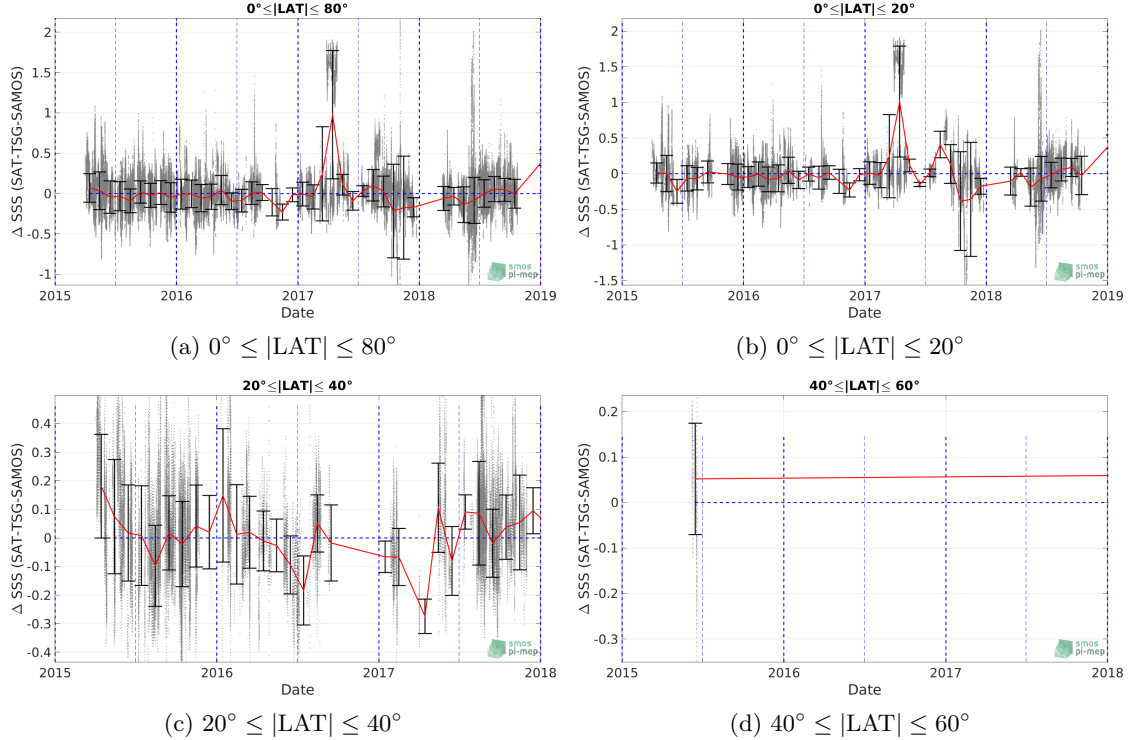 0°≤|LAT|≤ 80°
Δ SSS (SAT-TSG-SAMOS)
2
1.5
1
0.5
0
-0.5
-1
2015
2016
2017
2018
2019
Date
smos
pi-mep
(a) 0° ≤ |LAT| ≤ 80°
0°≤|LAT|≤ 20°
Δ SSS (SAT-TSG-SAMOS)
2
1.5
1
0.5
0
-0.5
-1
-1.5
2015
2016
2017
2018
2019
Date
smos
pi-mep
(b) 0° ≤ |LAT| ≤ 20°
20°≤|LAT|≤ 40°
Δ SSS (SAT-TSG-SAMOS)
0.4
0.3
0.2
0.1
0
-0.1
-0.2
-0.3
-0.4
2015
2016
2017
2018
Date
smos
pi-mep
(c) 20° ≤ |LAT| ≤ 40°
40°≤|LAT|≤ 60°
Δ SSS (SAT-TSG-SAMOS)
0.2
0.1
0
-0.1
-0.2
-0.3
2015
2016
2017
2018
Date
smos
pi-mep
(d) 40° ≤ |LAT| ≤ 60°